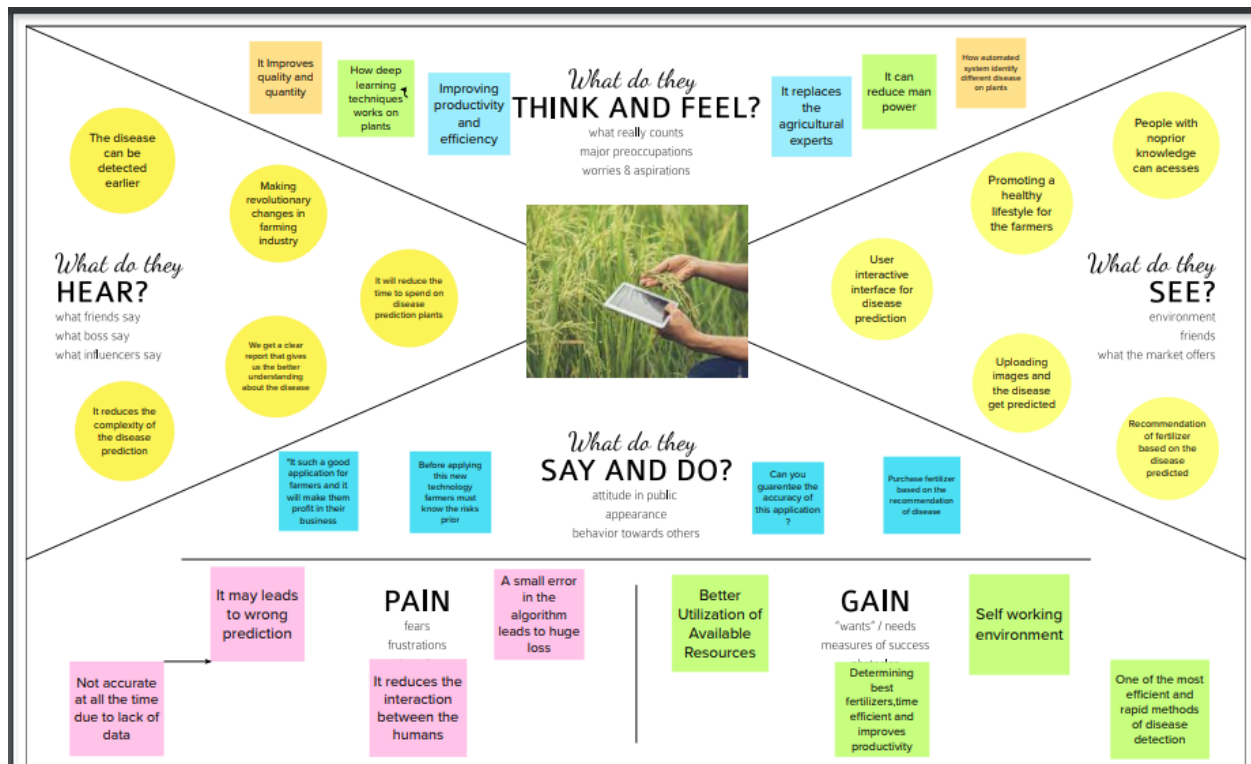 It Improves
quality and
quantity
How deep
learning
techniques
works on
plants
Improving
productivity
and
efficiency
What do they
THINK AND FEEL?
what really counts
major preoccupations
worries & aspirations
It replaces
the
agricultural
experts
It can
reduce man
power
How automated
system identify
different disease
on plants
The disease
can be
detected
earlier
Making
revolutionary
changes in
farming
industry
It will reduce the
time to spend on
disease
prediction plants
What do they
HEAR?
what friends say
what boss say
what influencers say
We get a clear
report that gives
us the better
understanding
about the disease
It reduces the
complexity of
the disease
prediction
People with
noprior
knowledge
can acesses
Promoting a
healthy
lifestyle for
the farmers
User
interactive
interface for
disease
prediction
What do they
SEE?
environment
friends
what the market offers
Uploading
images and
the disease
get predicted
Recommendation
of fertilizer
based on the
disease
predicted
What do they
SAY AND DO?
attitude in public
appearance
behavior towards others
"It such a good
application for
farmers and it
will make them
profit in their
business
Before applying
this new
technology
farmers must
know the risks
prior
Can you
guarentee the
accuracy of
this application
?
Purchase fertilizer
based on the
recommendation
of disease
It may leads
to wrong
prediction
PAIN
fears
frustrations
A small error
in the
algorithm
leads to huge
loss
Not accurate
at all the time
due to lack of
data
It reduces the
interaction
between the
humans
Better
Utilization of
Available
Resources
GAIN
"wants" / needs
measures of success
Self working
environment
Determining
best
fertilizers,time
efficient and
improves
productivity
One of the most
efficient and
rapid methods
of disease
detection